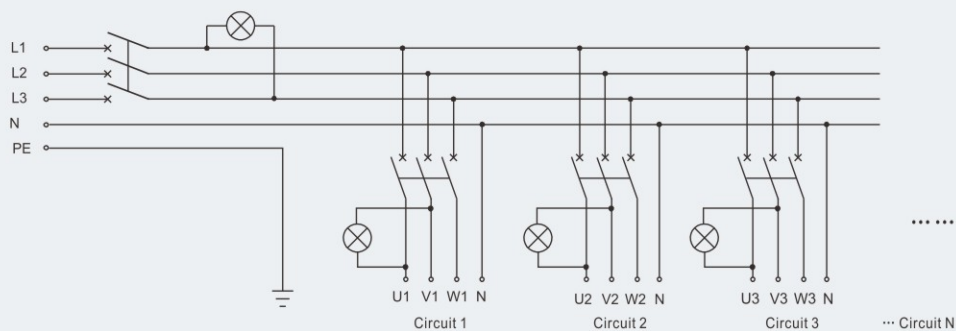 L1
L2
L3
N
PE
U1 V1 W1 N U2 V2 W2 N U3 V3 W3 N
Circuit 1 Circuit 2 Circuit 3 ··· Circuit N
······